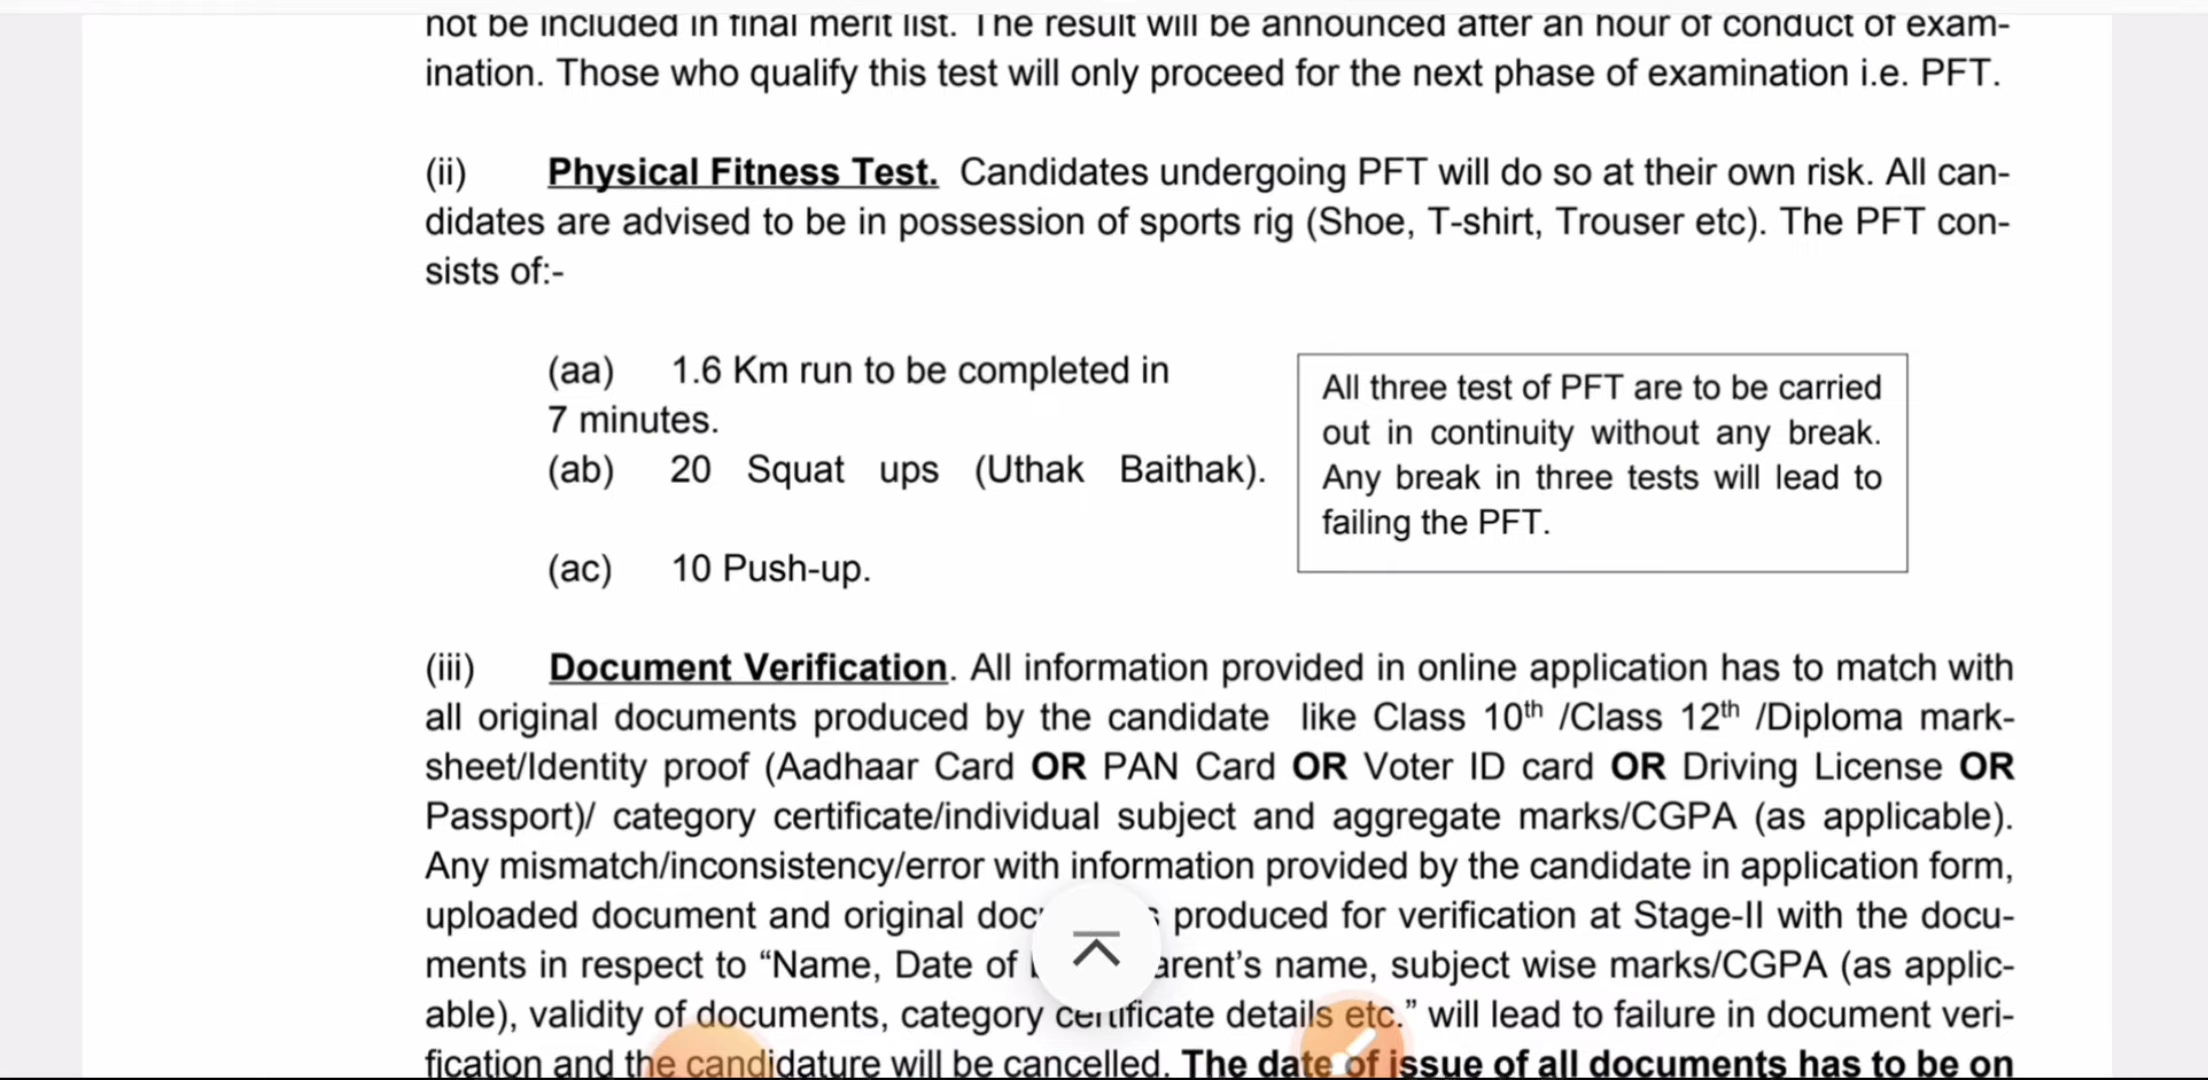 not be included in final merit list. The result will be announced after an hour of conduct of exam-
ination. Those who qualify this test will only proceed for the next phase of examination i.e. PFT.
(ii) Physical Fitness Test. Candidates undergoing PFT will do so at their own risk. All can-
didates are advised to be in possession of sports rig (Shoe, T-shirt, Trouser etc). The PFT con-
sists of:-
(aa) 1.6 Km run to be completed in
7 minutes.
(ab) 20 Squat ups (Uthak Baithak).
(ac) 10 Push-up.
All three test of PFT are to be carried
out in continuity without any break.
Any break in three tests will lead to
failing the PFT.
(iii) Document Verification. All information provided in online application has to match with
all original documents produced by the candidate like Class 10th /Class 12th /Diploma mark-
sheet/Identity proof (Aadhaar Card OR PAN Card OR Voter ID card OR Driving License OR
Passport)/ category certificate/individual subject and aggregate marks/CGPA (as applicable).
Any mismatch/inconsistency/error with information provided by the candidate in application form,
uploaded document and original produced for verification at Stage-II with the docu-
ments in respect to “Name, Date of name, subject wise marks/CGPA (as applic-
able), validity of documents, category certificate details etc.” will lead to failure in document veri-
fication and the candidature will be cancelled. The date of issue of all documents has to be on